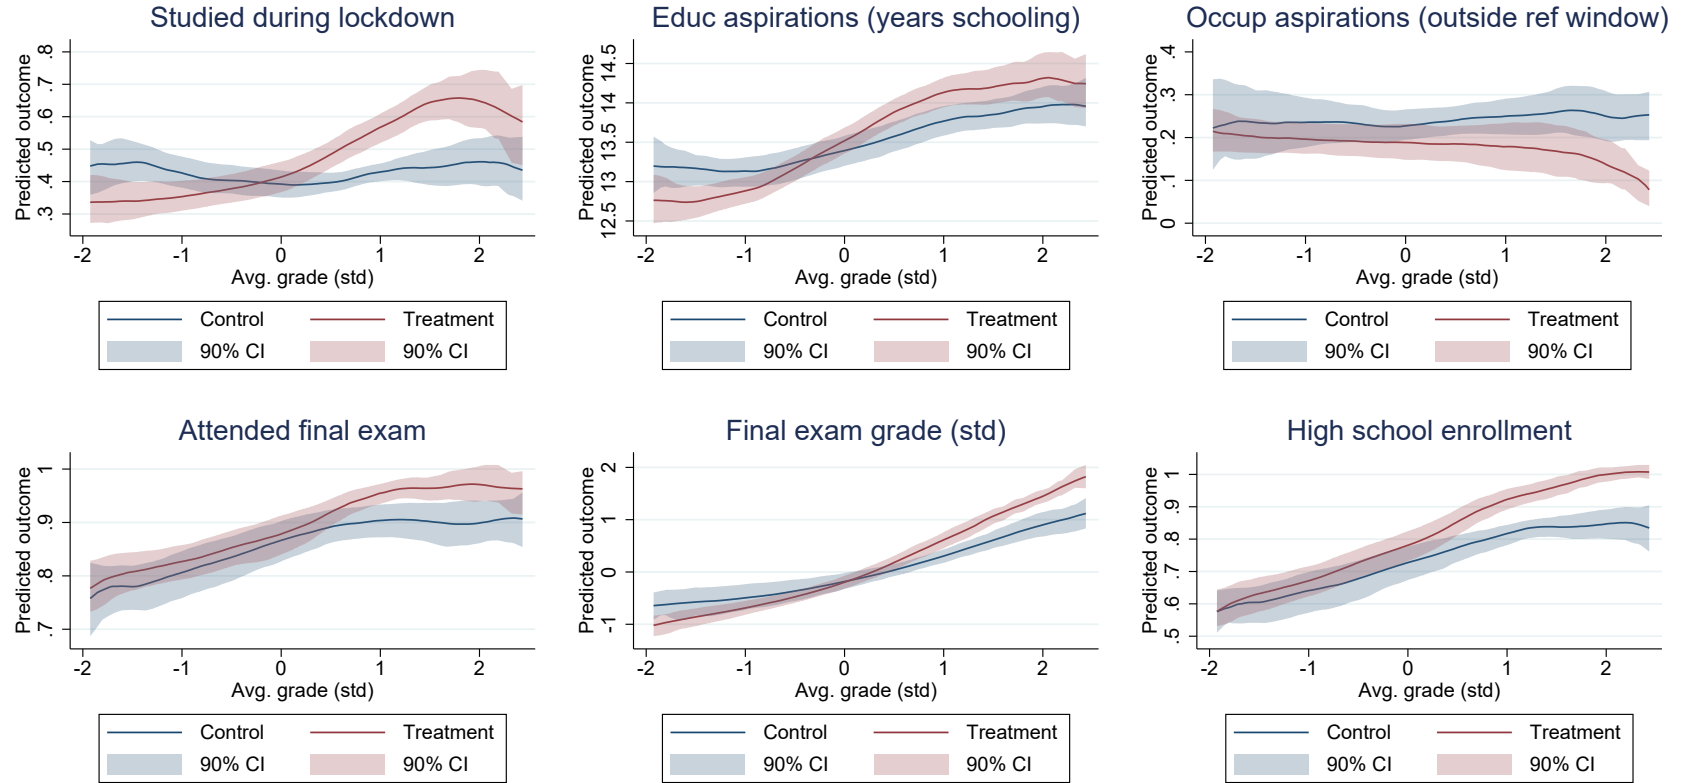 Studied during lockdown
Predicted outcome
.8
.7
.6
.5
.4
.3
-2 -1 0 1 2
Avg. grade (std)
Control Treatment
90% CI 90% CI
Educ aspirations (years schooling)
Predicted outcome
14.5
14
13.5
13
12.5
-2 -1 0 1 2
Avg. grade (std)
Control Treatment
90% CI 90% CI
Occup aspirations (outside ref window)
Predicted outcome
.4
.3
.2
.1
0
-2 -1 0 1 2
Avg. grade (std)
Control Treatment
90% CI 90% CI
Attended final exam
Predicted outcome
1
.9
.8
.7
-2 -1 0 1 2
Avg. grade (std)
Control Treatment
90% CI 90% CI
Final exam grade (std)
Predicted outcome
2
1
0
-1
-2 -1 0 1 2
Avg. grade (std)
Control Treatment
90% CI 90% CI
High school enrollment
Predicted outcome
1
.9
.8
.7
.6
.5
-2 -1 0 1 2
Avg. grade (std)
Control Treatment
90% CI 90% CI